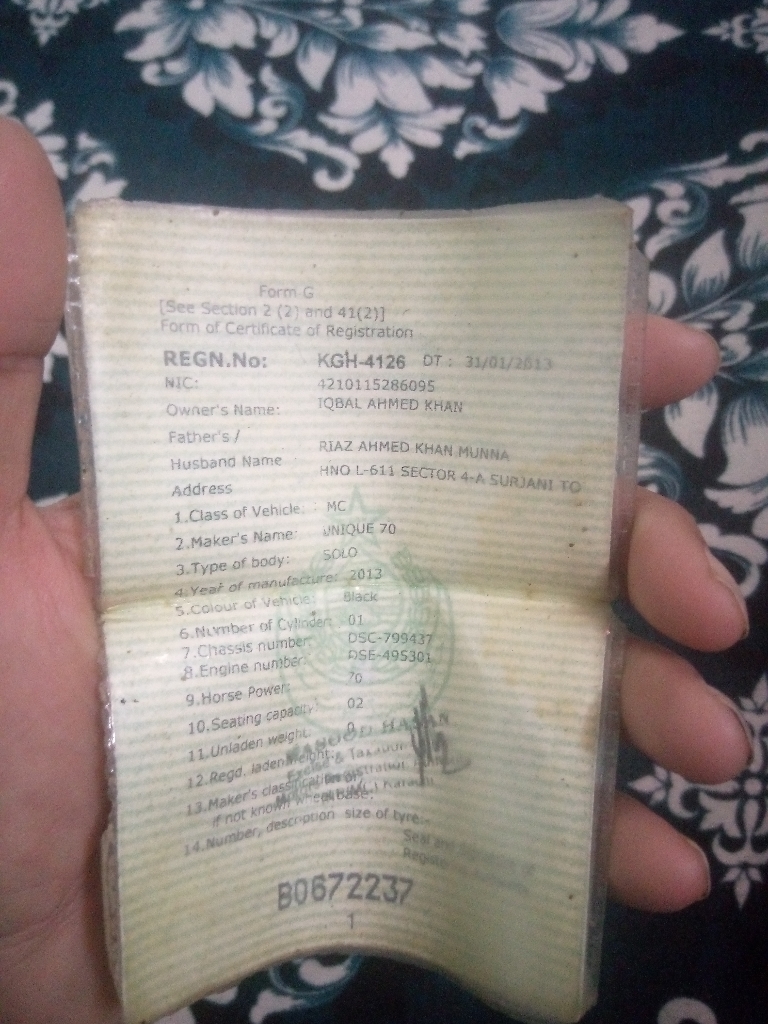 Form G
[See Section 2 (2) and 41(2)]
Form of Certificate of Registration
REGN.No: KGH-4126 DT : 31/01/2013
NIC: 4210115286095
Owner's Name: IQBAL AHMED KHAN
Father's /
Husband Name RIAZ AHMED KHAN MUNNA
Address HNO L-611 SECTOR 4-A SURJANI TO
1.Class of Vehicle: MC
2.Maker's Name: UNIQUE 70
3.Type of body: SOLO
4.Year of manufacture: 2013
5.Colour of Vehicle: Black
6.Number of Cylinder: 01
7.Chassis number: DSC-799437
8.Engine number: DSE-495301
9.Horse Power: 70
10.Seating capacity: 02
11.Unladen weight: 0
12.Regd. laden weight:
13.Maker's classification or
if not known wheel base:
14.Number, description size of tyre:-
Seal and
B0672237
1